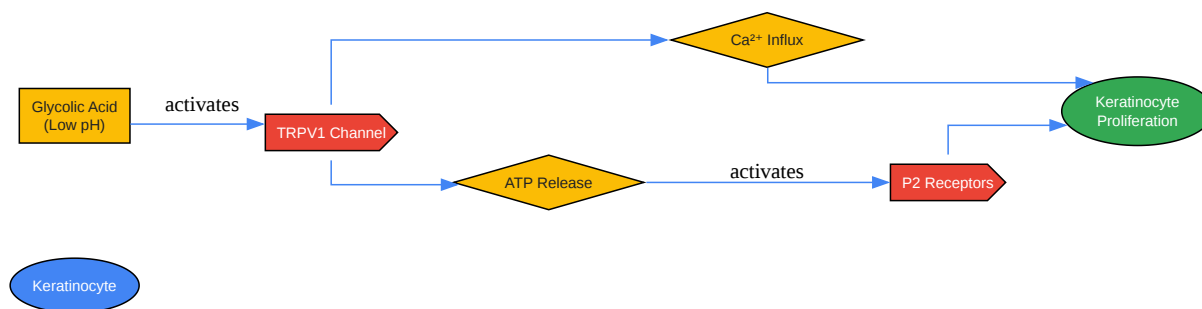 Glycolic Acid
(Low pH)
activates
TRPV1 Channel
Ca²⁺ Influx
ATP Release
activates
P2 Receptors
Keratinocyte
Proliferation
Keratinocyte